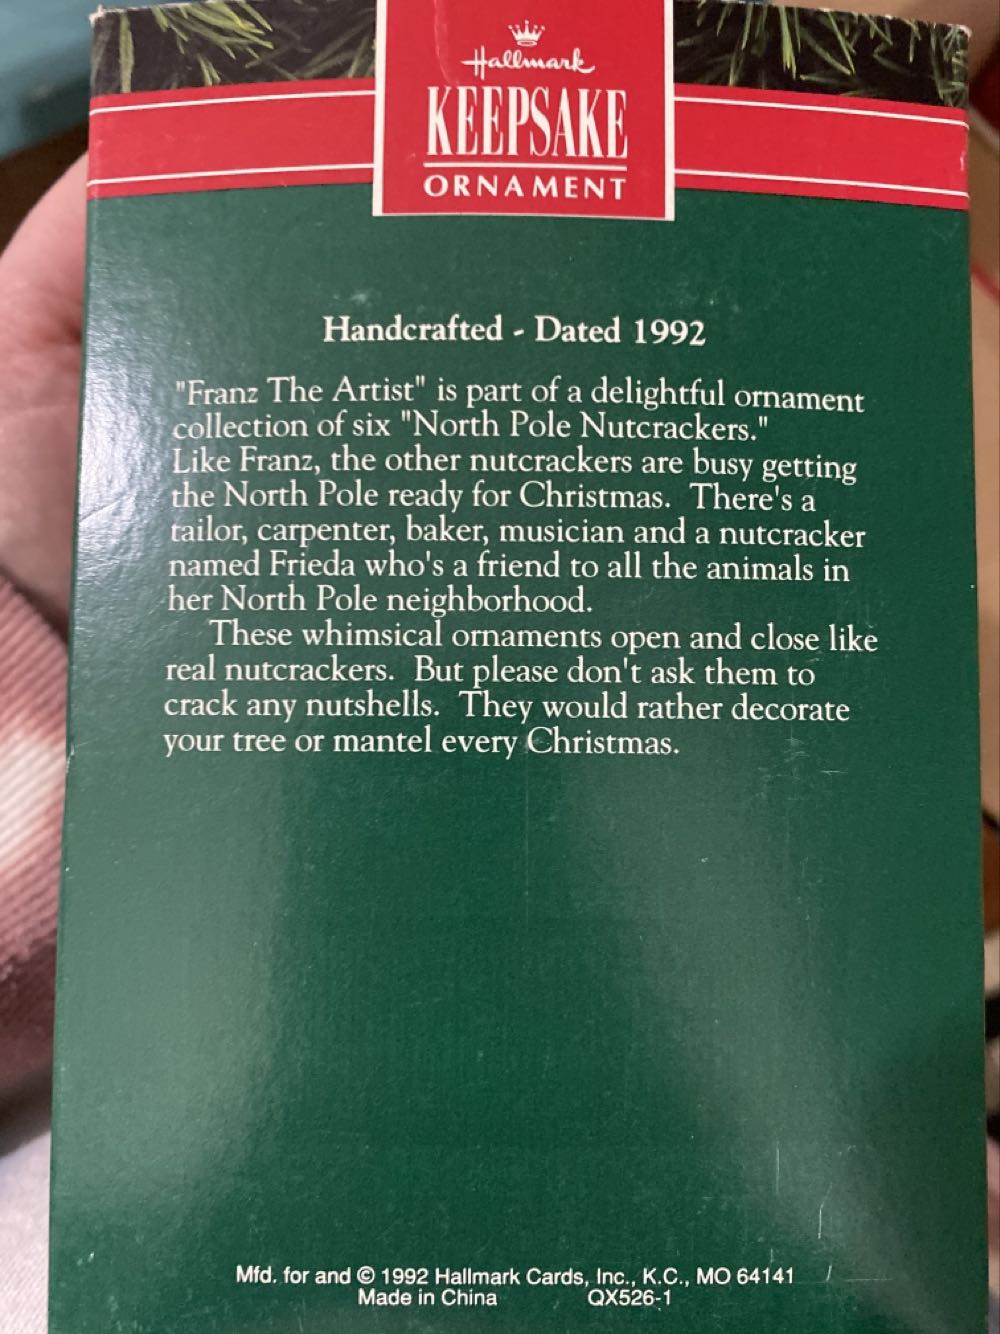 Hallmark
KEEPSAKE
ORNAMENT
Handcrafted - Dated 1992
"Franz The Artist" is part of a delightful ornament
collection of six "North Pole Nutcrackers."
Like Franz, the other nutcrackers are busy getting
the North Pole ready for Christmas. There's a
tailor, carpenter, baker, musician and a nutcracker
named Frieda who's a friend to all the animals in
her North Pole neighborhood.
These whimsical ornaments open and close like
real nutcrackers. But please don't ask them to
crack any nutshells. They would rather decorate
your tree or mantel every Christmas.
Mfd. for and © 1992 Hallmark Cards, Inc., K.C., MO 64141
Made in China QX526-1